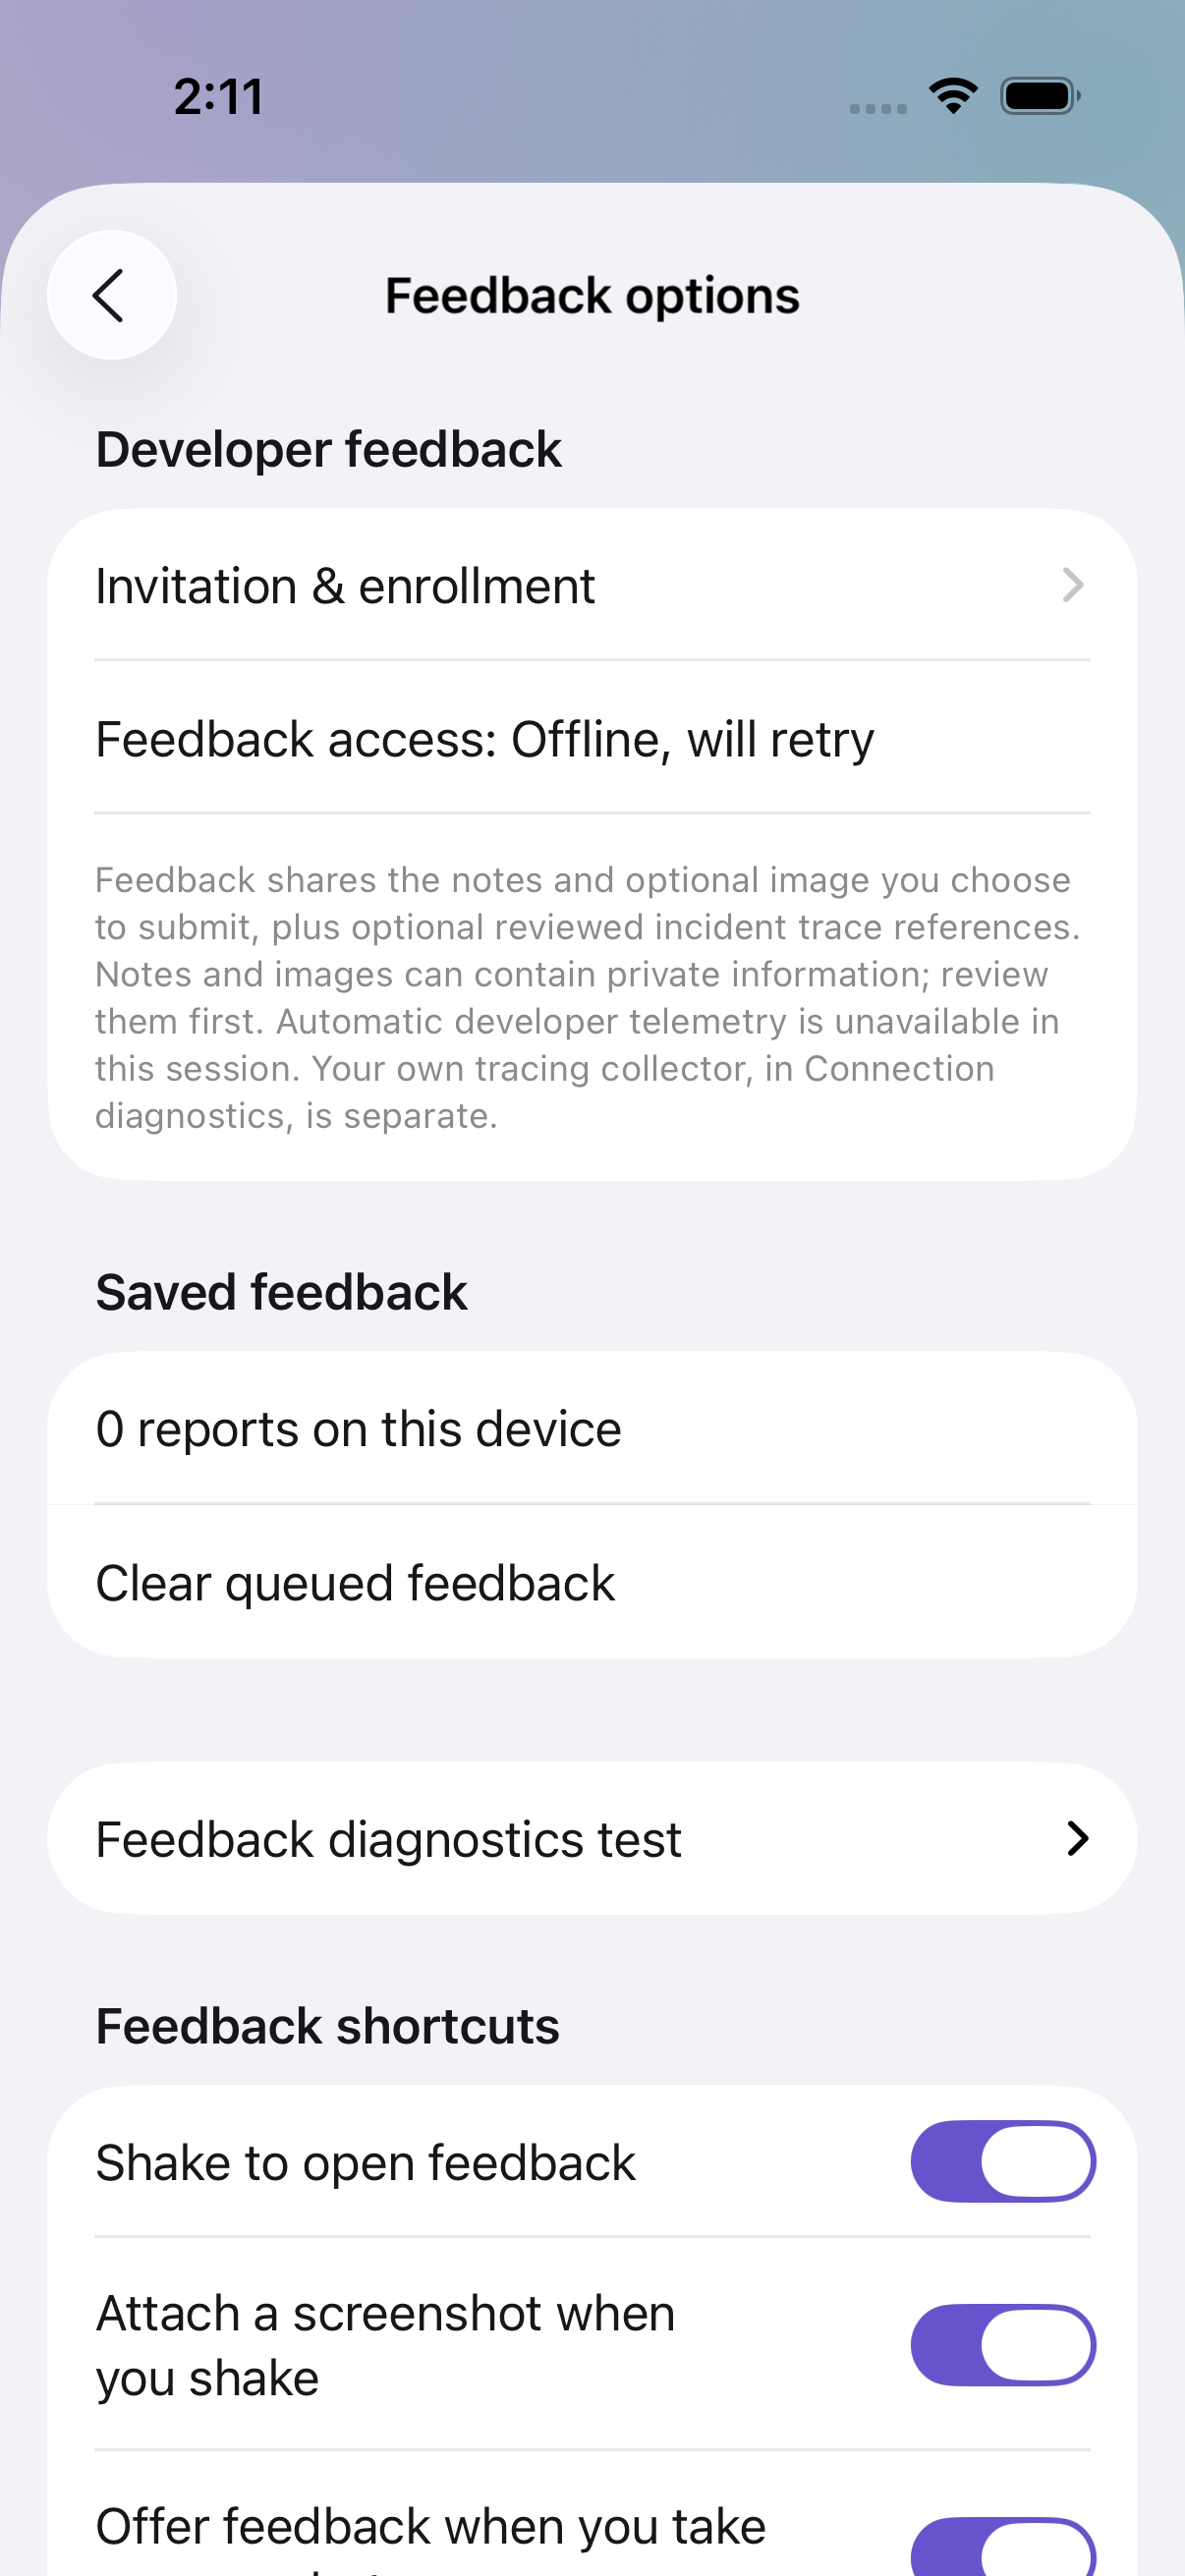 2:11
Feedback options
Developer feedback
Invitation & enrollment
Feedback access: Offline, will retry
Feedback shares the notes and optional image you choose
to submit, plus optional reviewed incident trace references.
Notes and images can contain private information; review
them first. Automatic developer telemetry is unavailable in
this session. Your own tracing collector, in Connection
diagnostics, is separate.
Saved feedback
0 reports on this device
Clear queued feedback
Feedback diagnostics test
Feedback shortcuts
Shake to open feedback
Attach a screenshot when
you shake
Offer feedback when you take